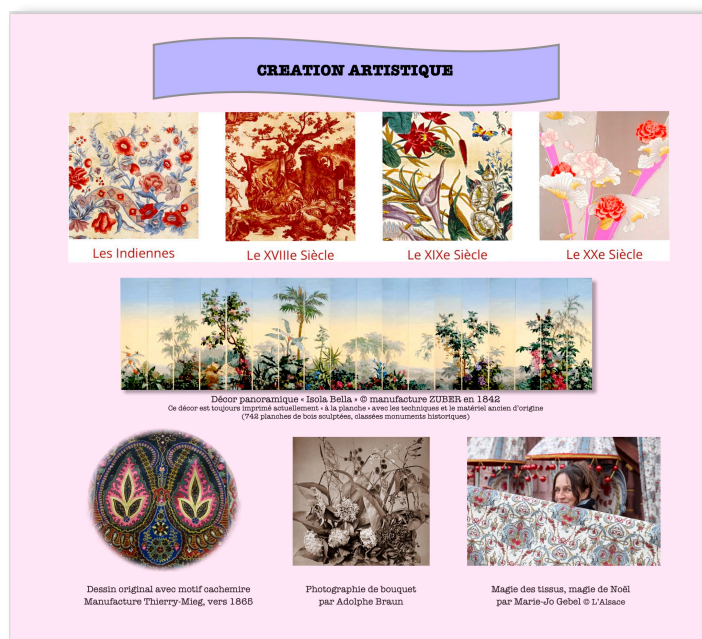 CREATION ARTISTIQUE
Les Indiennes
Le XVIIIe Siècle
Le XIXe Siècle
Le XXe Siècle
Décor panoramique « Isola Bella » © manufacture ZUBER en 1842
Ce décor est toujours imprimé actuellement « à la planche » avec les techniques et le matériel ancien d'origine
(742 planches de bois sculptées, classées monuments historiques)
Dessin original avec motif cachemire
Manufacture Thierry-Mieg, vers 1865
Photographie de bouquet
par Adolphe Braun
Magie des tissus, magie de Noël
par Marie-Jo Gebel © L'Alsace